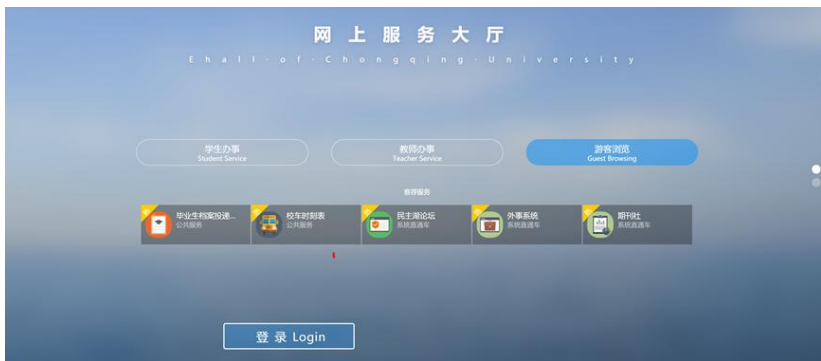 网上服务大厅
Ehall·of·Chongqing·University
学生办事
Student Service
教师办事
Teacher Service
游客浏览
Guest Browsing
推荐服务
毕业生档案投递...
公共服务
校车时刻表
公共服务
民主湖论坛
系统直通车
外事系统
系统直通车
期刊社
系统直通车
登录 Login